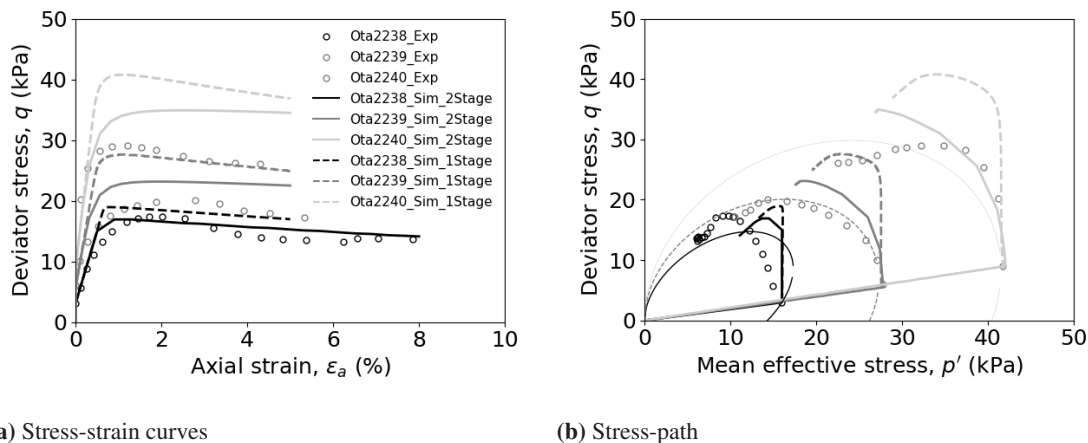 50
40
30
20
10
0
0
2
4
6
8
Deviator stress, q (kPa)
Axial strain, εa (%)
Ota2238_Exp
Ota2239_Exp
Ota2240_Exp
Ota2238_Sim_2Stage
Ota2239_Sim_2Stage
Ota2240_Sim_2Stage
Ota2238_Sim_1Stage
Ota2239_Sim_1Stage
Ota2240_Sim_1Stage
50
40
30
20
10
0
0
10
20
30
40
50
Deviator stress, q (kPa)
Mean effective stress, p′ (kPa)
) Stress-strain curves
(b) Stress-path